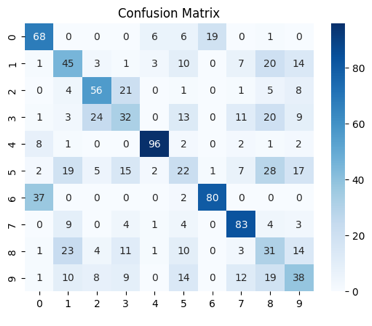 Confusion Matrix
0 68 0 0 0 6 6 19 0 1 0
1 1 45 3 1 3 10 0 7 20 14
2 0 4 56 21 0 1 0 1 5 8
3 1 3 24 32 0 13 0 11 20 9
4 8 1 0 0 96 2 0 2 1 2
5 2 19 5 15 2 22 1 7 28 17
6 37 0 0 0 0 2 80 0 0 0
7 0 9 0 4 1 4 0 83 4 3
8 1 23 4 11 1 10 0 3 31 14
9 1 10 8 9 0 14 0 12 19 38
0 1 2 3 4 5 6 7 8 9
80
60
40
20
0